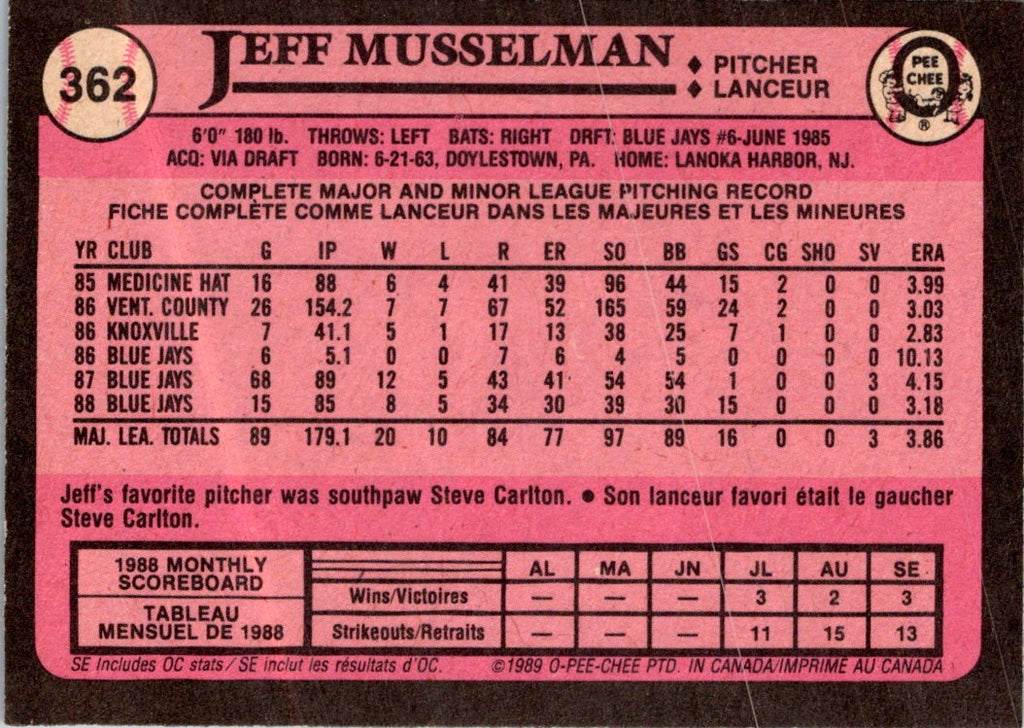 362
JEFF MUSSELMAN
♦ PITCHER
♦ LANCEUR
PEE
CHEE
®
6'0" 180 lb. THROWS: LEFT BATS: RIGHT DRFT: BLUE JAYS #6-JUNE 1985
ACQ: VIA DRAFT BORN: 6-21-63, DOYLESTOWN, PA. HOME: LANOKA HARBOR, NJ.
COMPLETE MAJOR AND MINOR LEAGUE PITCHING RECORD
FICHE COMPLÈTE COMME LANCEUR DANS LES MAJEURES ET LES MINEURES
YR CLUB G IP W L R ER SO BB GS CG SHO SV ERA
85 MEDICINE HAT 16 88 6 4 41 39 96 44 15 2 0 0 3.99
86 VENT. COUNTY 26 154.2 7 7 67 52 165 59 24 2 0 0 3.03
86 KNOXVILLE 7 41.1 5 1 17 13 38 25 7 1 0 0 2.83
86 BLUE JAYS 6 5.1 0 0 7 6 4 5 0 0 0 0 10.13
87 BLUE JAYS 68 89 12 5 43 41 54 54 1 0 0 3 4.15
88 BLUE JAYS 15 85 8 5 34 30 39 30 15 0 0 0 3.18
MAJ. LEA. TOTALS 89 179.1 20 10 84 77 97 89 16 0 0 3 3.86
Jeff's favorite pitcher was southpaw Steve Carlton. ● Son lanceur favori était le gaucher
Steve Carlton.
1988 MONTHLY
SCOREBOARD
TABLEAU
MENSUEL DE 1988
AL MA JN JL AU SE
Wins/Victoires — — — 3 2 3
Strikeouts/Retraits — — — 11 15 13
SE Includes OC stats/SE inclut les résultats d'OC. ©1989 O-PEE-CHEE PTD. IN CANADA/IMPRIMÉ AU CANADA